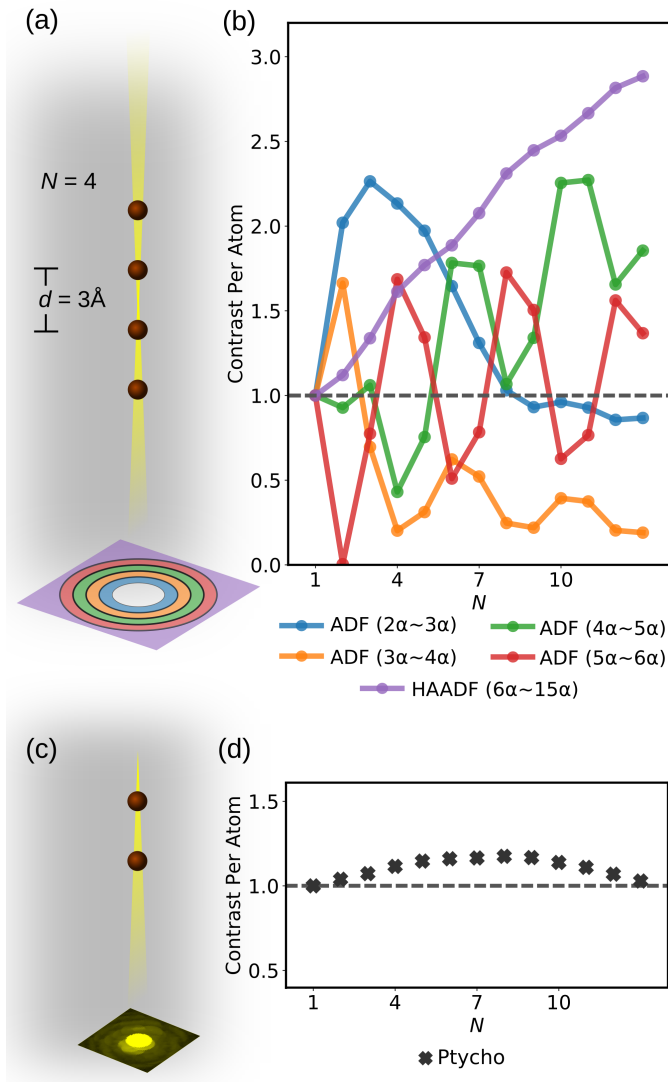 (a)
N = 4
d = 3Å
(b)
Contrast Per Atom
3.0
2.5
2.0
1.5
1.0
0.5
0.0
1 4 7 10
N
ADF (2α~3α)
ADF (4α~5α)
ADF (3α~4α)
ADF (5α~6α)
HAADF (6α~15α)
(c)
(d)
Contrast Per Atom
1.5
1.0
0.5
1 4 7 10
N
Ptycho